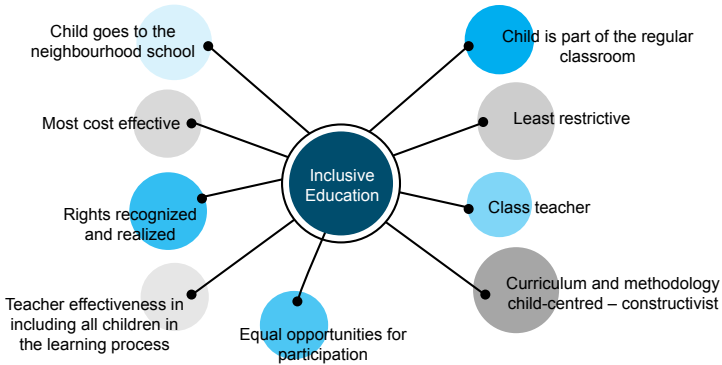 Child goes to the
neighbourhood school
Child is part of the regular
classroom
Most cost effective
Least restrictive
Inclusive
Education
Rights recognized
and realized
Class teacher
Teacher effectiveness in
including all children in
the learning process
Equal opportunities for
participation
Curriculum and methodology
child-centred – constructivist